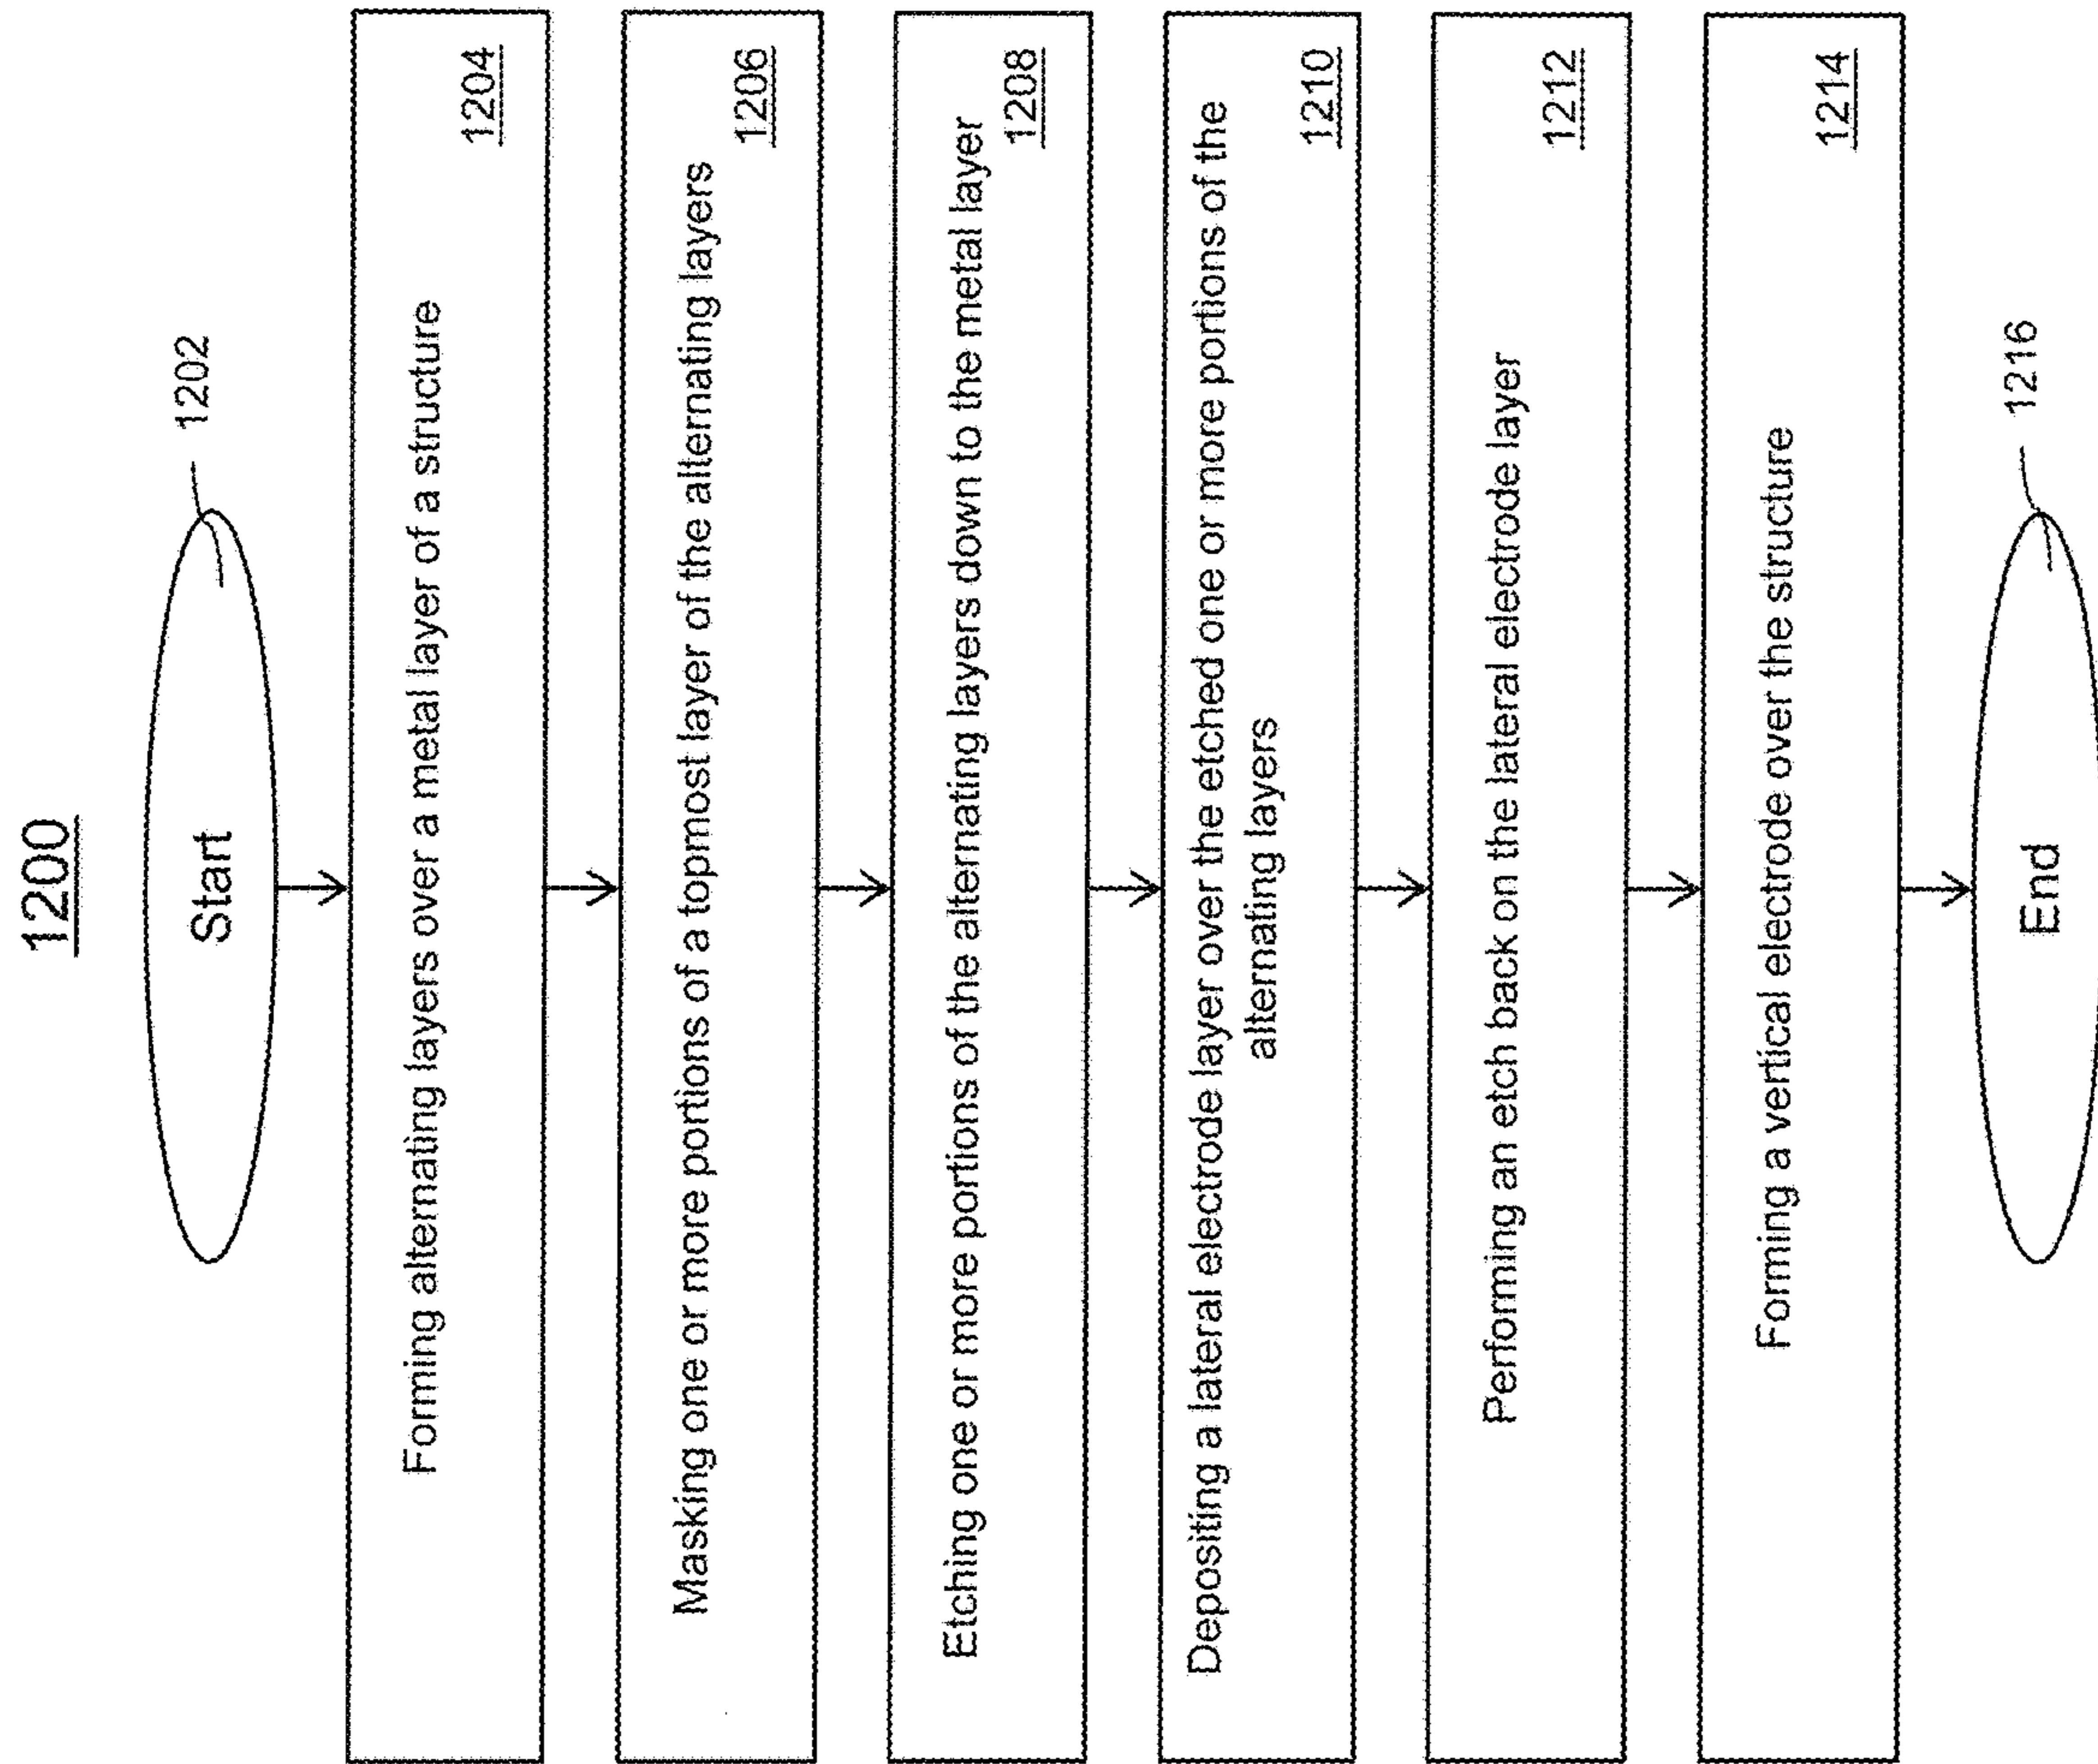 1200
1202
Start
Forming alternating layers over a metal layer of a structure
1204
Masking one or more portions of a topmost layer of the alternating layers
1206
Etching one or more portions of the alternating layers down to the metal layer
1208
Depositing a lateral electrode layer over the etched one or more portions of the
alternating layers
1210
Performing an etch back on the lateral electrode layer
1212
Forming a vertical electrode over the structure
1214
1216
End